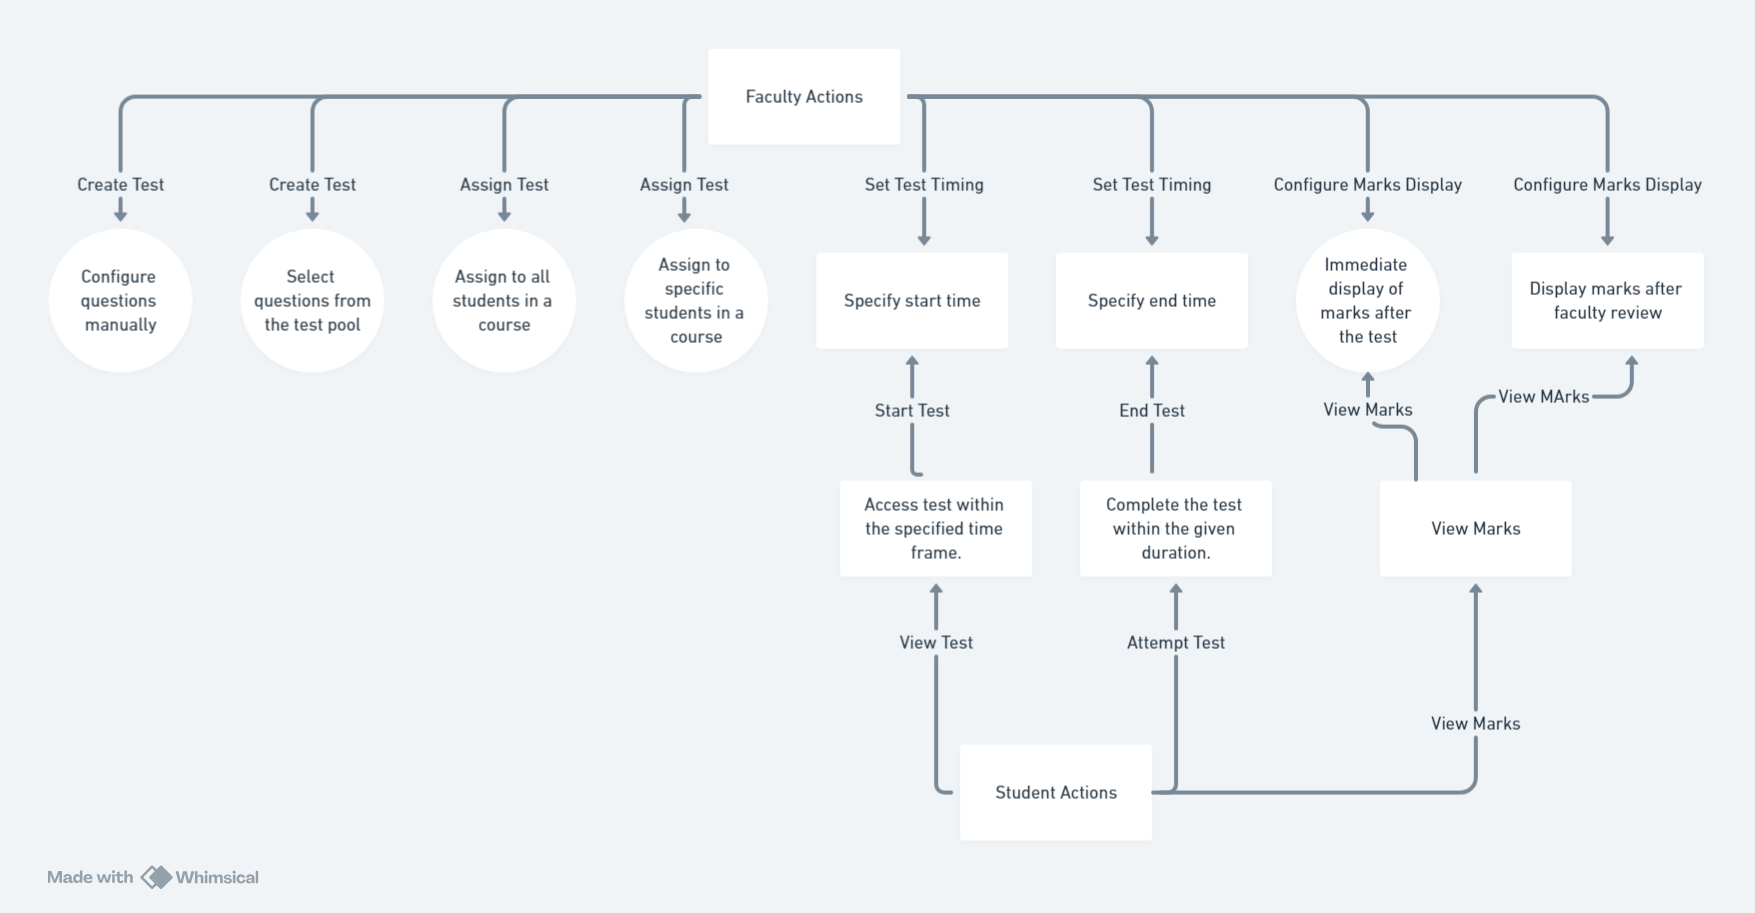 Faculty Actions
Create Test
Create Test
Assign Test
Assign Test
Set Test Timing
Set Test Timing
Configure Marks Display
Configure Marks Display
Configure
questions
manually
Select
questions from
the test pool
Assign to all
students in a
course
Assign to
specific
students in a
course
Specify start time
Specify end time
Immediate
display of
marks after
the test
Display marks after
faculty review
Start Test
End Test
View Marks
View MArks
Access test within
the specified time
frame.
Complete the test
within the given
duration.
View Marks
View Test
Attempt Test
View Marks
Student Actions
Made with Whimsical